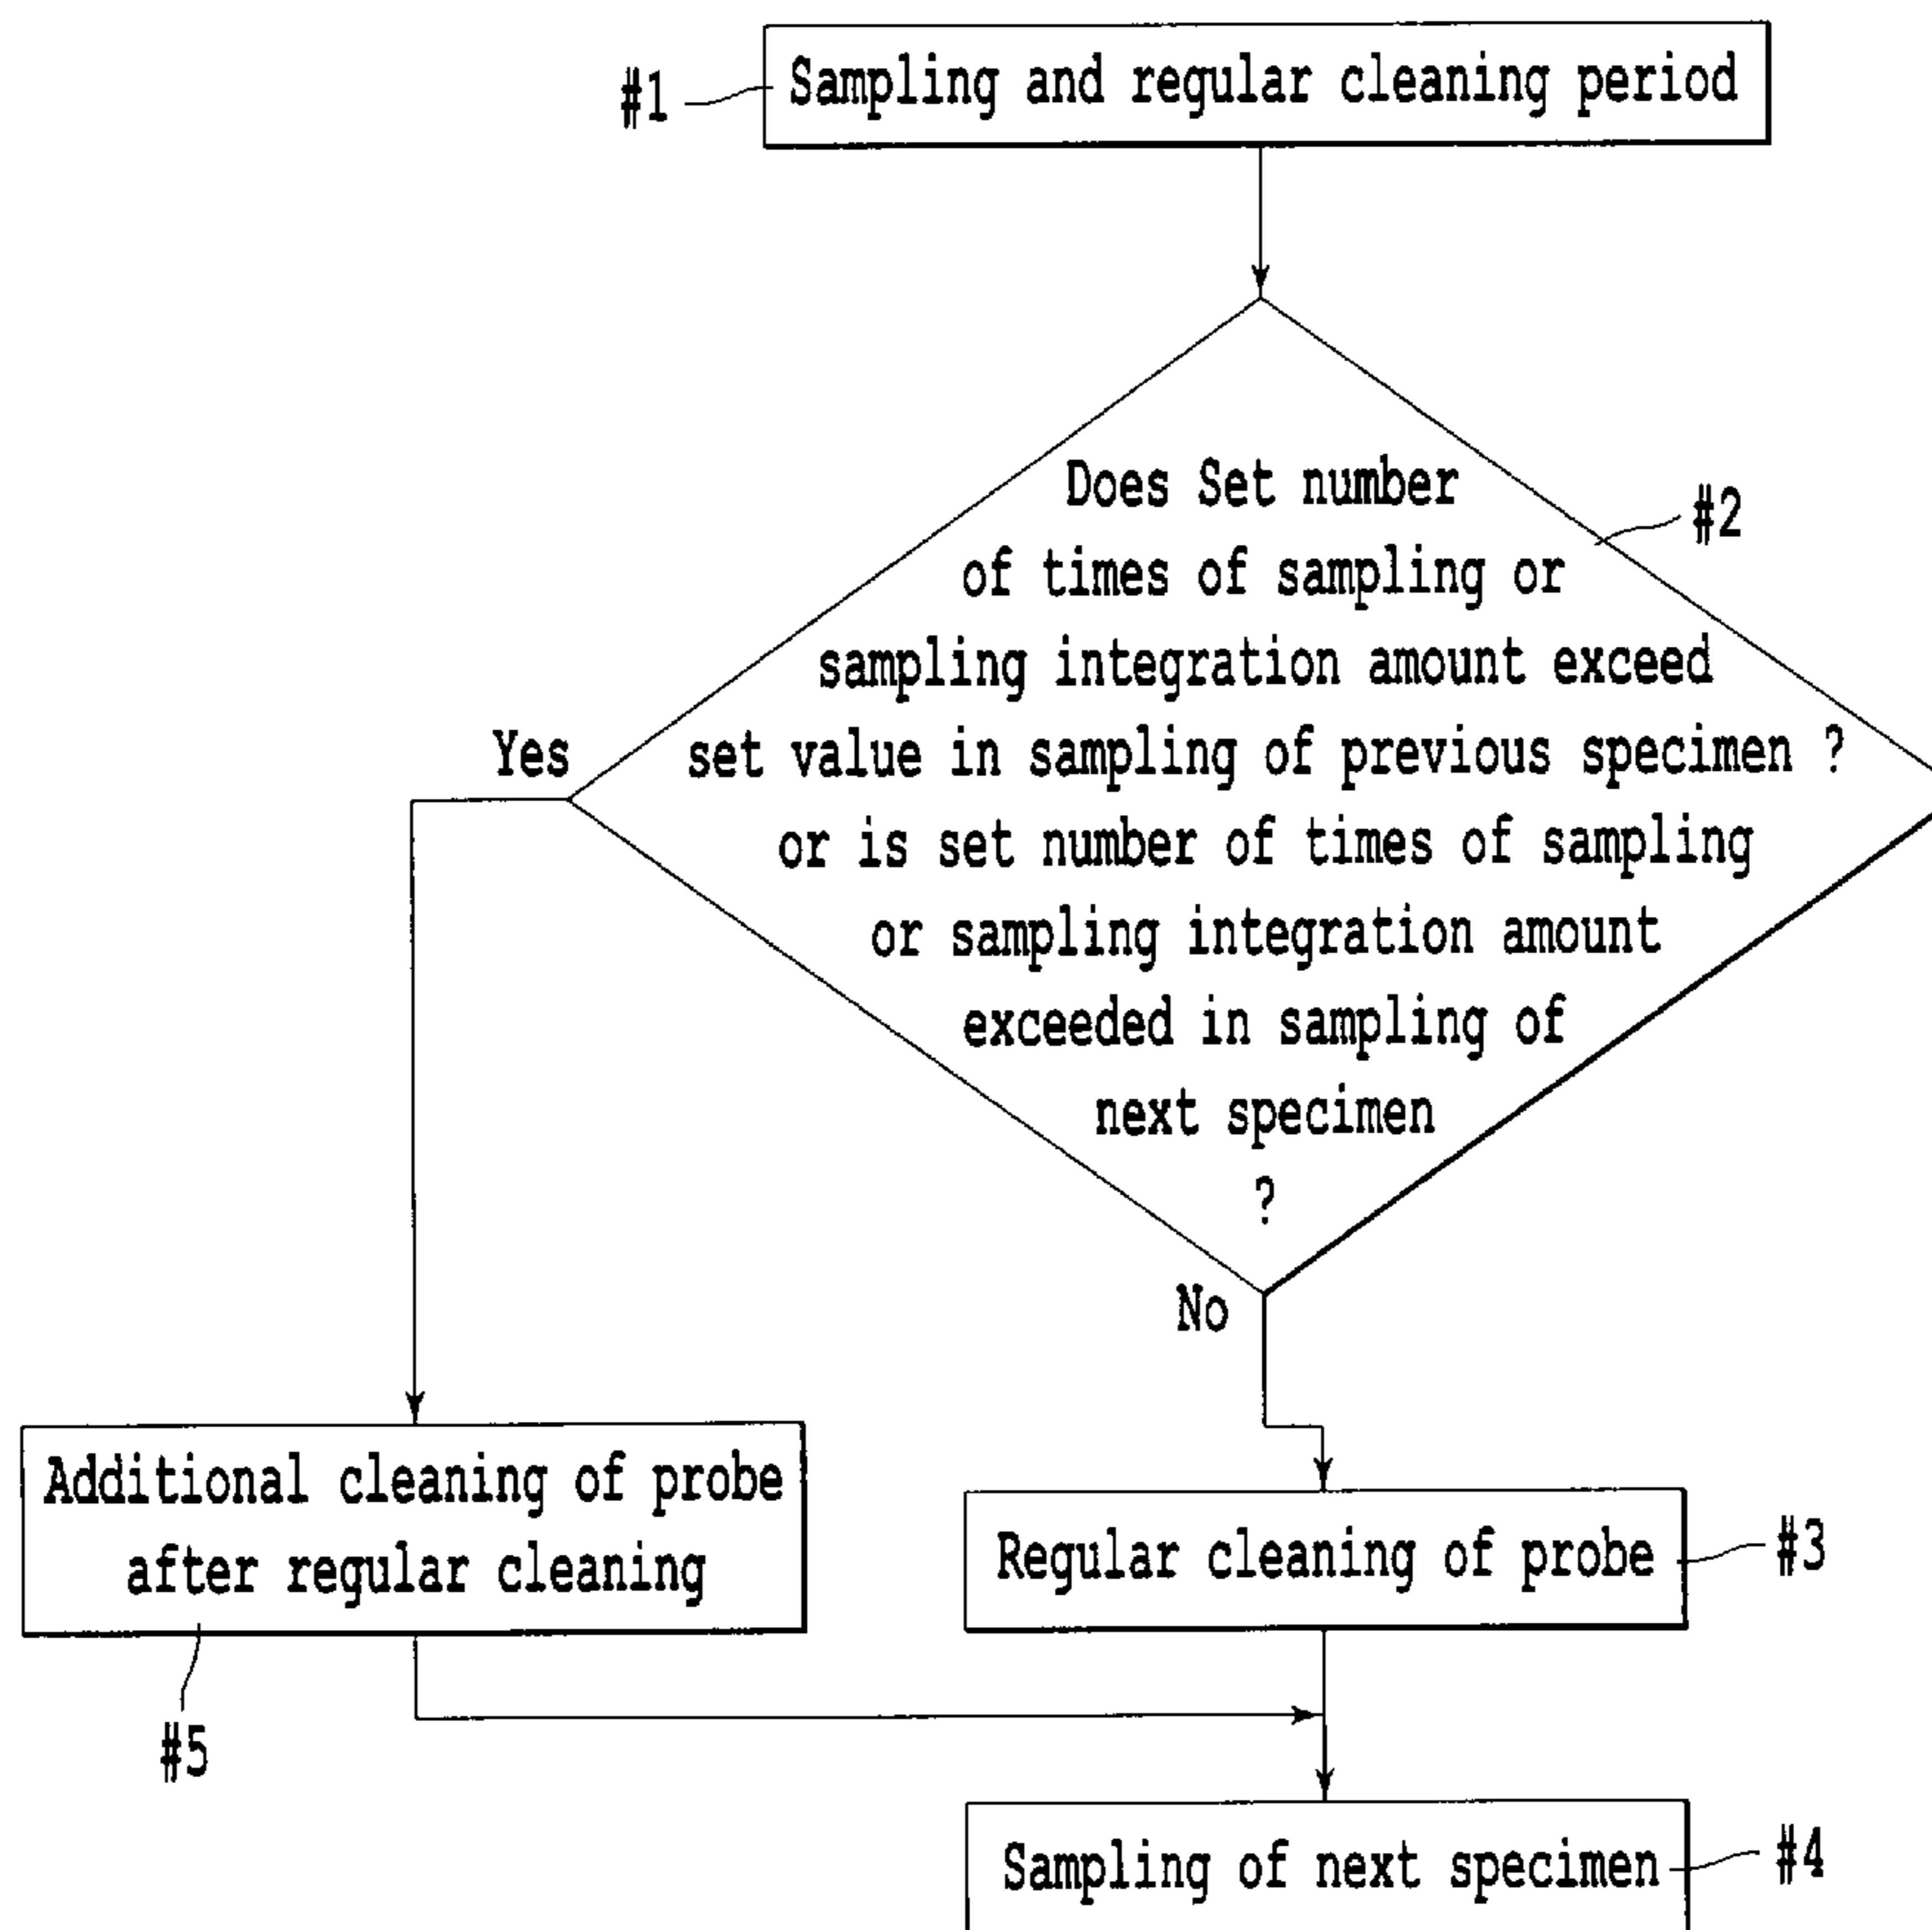 #1
Sampling and regular cleaning period
Does Set number
of times of sampling or
sampling integration amount exceed
set value in sampling of previous specimen ?
or is set number of times of sampling
or sampling integration amount
exceeded in sampling of
next specimen
?
#2
Yes
No
Additional cleaning of probe
after regular cleaning
#5
Regular cleaning of probe
#3
Sampling of next specimen
#4